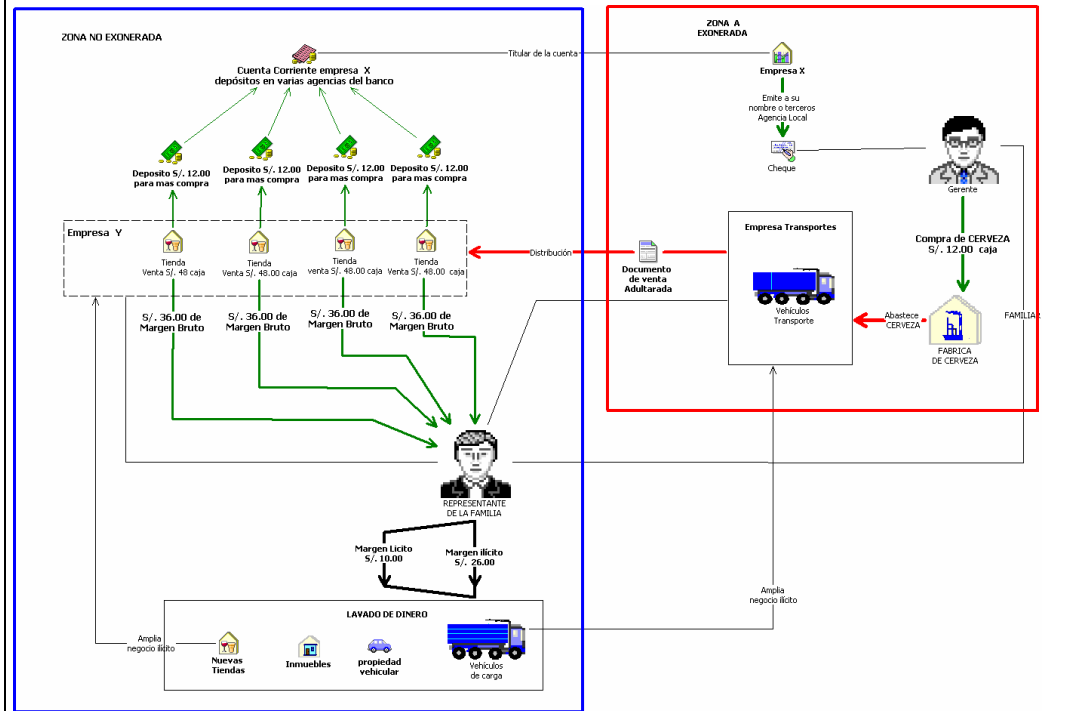 ZONA NO EXONERADA
Cuenta Corriente empresa X
depósitos en varias agencias del banco
Titular de la cuenta
ZONA A
EXONERADA
Empresa X
Emite a su
nombre o terceros
Agencia Local
Cheque
Gerente
Deposito S/. 12.00
para mas compra
Deposito S/. 12.00
para mas compra
Deposito S/. 12.00
para mas compra
Deposito S/. 12.00
para mas compra
Empresa Y
Tienda
Venta S/. 48 caja
Tienda
Venta S/. 48.00 caja
Tienda
venta S/. 48.00 caja
Tienda
Venta S/. 48.00 caja
Distribución
Documento
de venta
Adultarada
Empresa Transportes
Vehículos
Transporte
Compra de CERVEZA
S/. 12.00 caja
Abastece
CERVEZA
FABRICA
DE CERVEZA
FAMILIA
S/. 36.00 de
Margen Bruto
S/. 36.00 de
Margen Bruto
S/. 36.00 de
Margen Bruto
S/. 36.00 de
Margen Bruto
REPRESENTANTE
DE LA FAMILIA
Margen Licito
S/. 10.00
Margen ilícito
S/. 26.00
Amplia
negocio ilícito
LAVADO DE DINERO
Amplia
negocio ilícito
Nuevas
Tiendas
Inmuebles
propiedad
vehicular
Vehículos
de carga